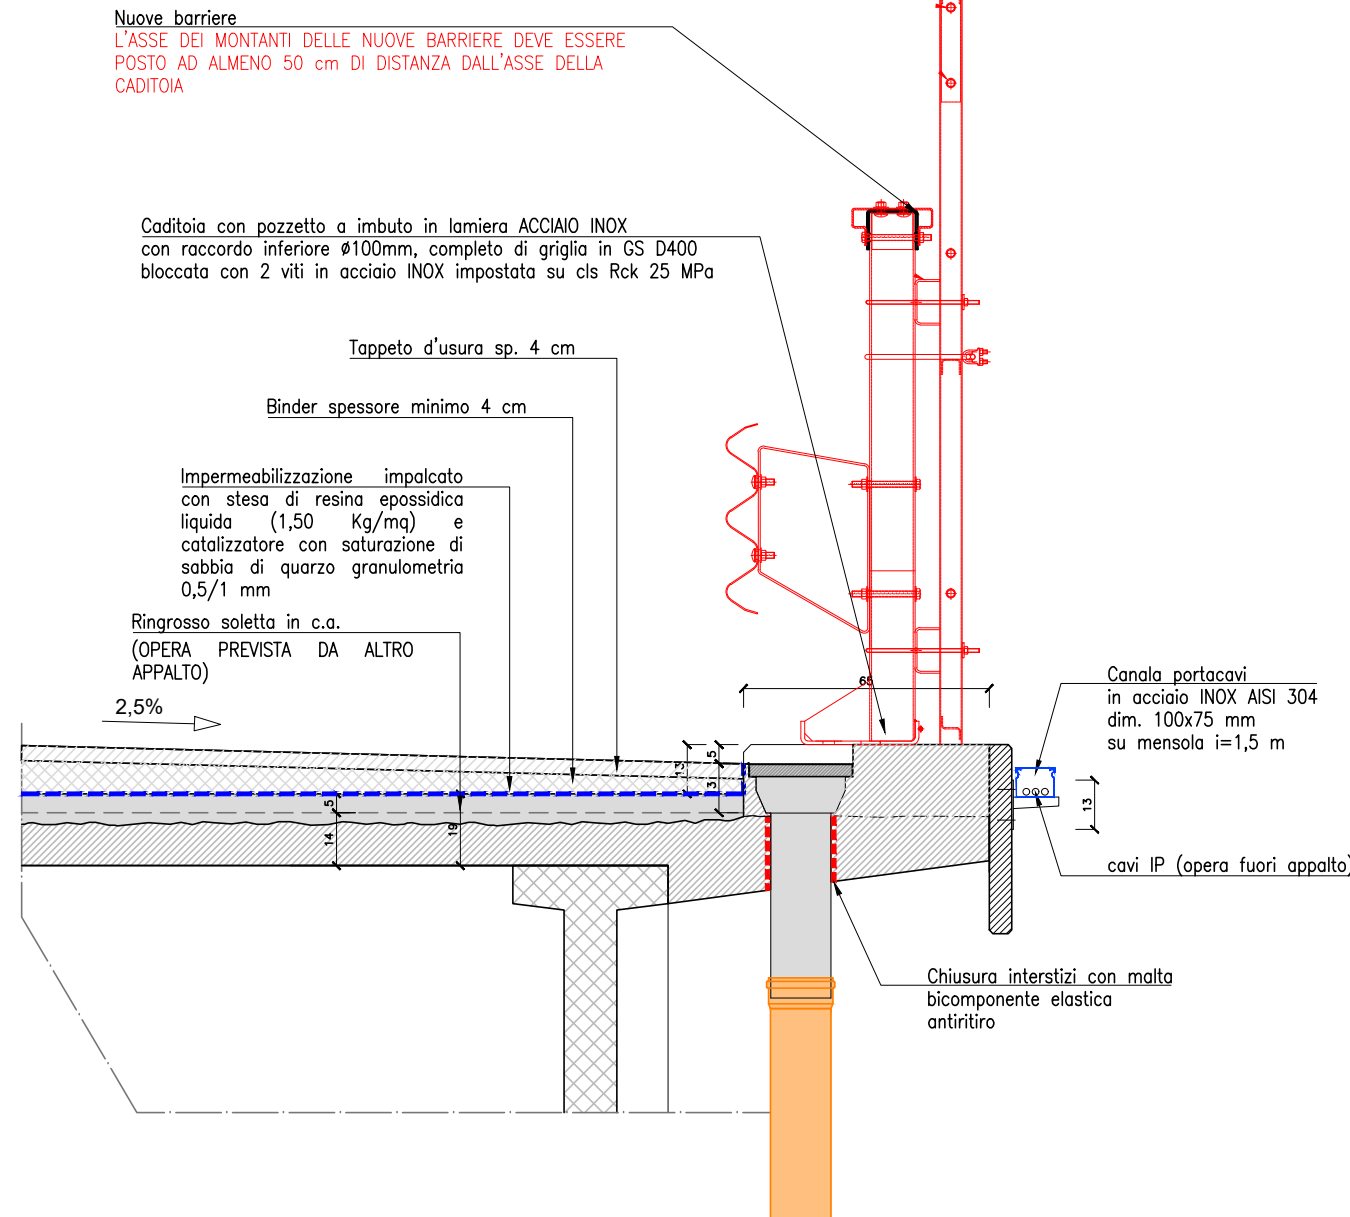 Nuove barriere
L'ASSE DEI MONTANTI DELLE NUOVE BARRIERE DEVE ESSERE
POSTO AD ALMENO 50 cm DI DISTANZA DALL'ASSE DELLA
CADITOIA
Caditoia con pozzetto a imbuto in lamiera ACCIAIO INOX
con raccordo inferiore ø100mm, completo di griglia in GS D400
bloccata con 2 viti in acciaio INOX impostata su cls Rck 25 MPa
Tappeto d'usura sp. 4 cm
Binder spessore minimo 4 cm
Impermeabilizzazione impalcato
con stesa di resina epossidica
liquida (1,50 Kg/mq) e
catalizzatore con saturazione di
sabbia di quarzo granulometria
0,5/1 mm
Ringrosso soletta in c.a.
(OPERA PREVISTA DA ALTRO
APPALTO)
2,5%
Canala portacavi
in acciaio INOX AISI 304
dim. 100x75 mm
su mensola i=1,5 m
5
13
3
5
14
19
13
cavi IP (opera fuori appalto)
Chiusura interstizi con malta
bicomponente elastica
antiritiro